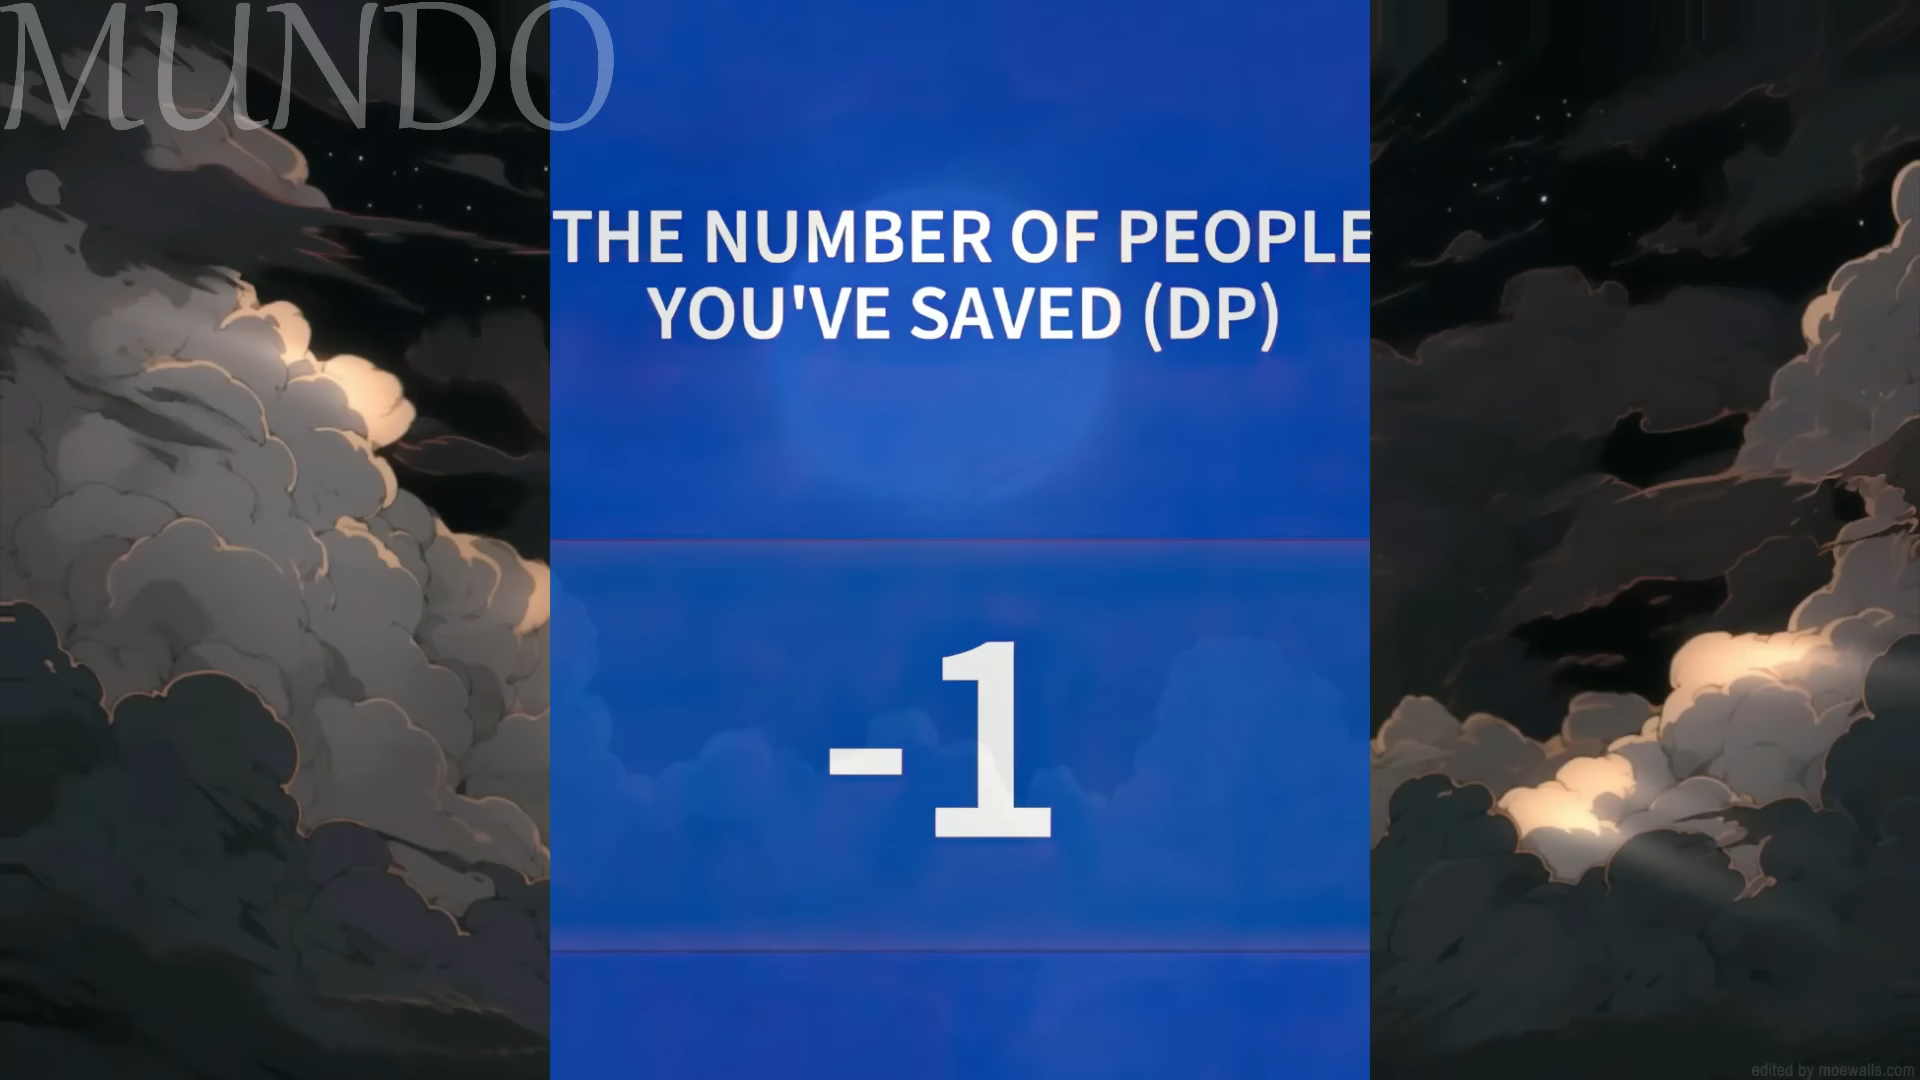 MUNDO
THE NUMBER OF PEOPLE
YOU'VE SAVED (DP)
-1
edited by moewalls.com